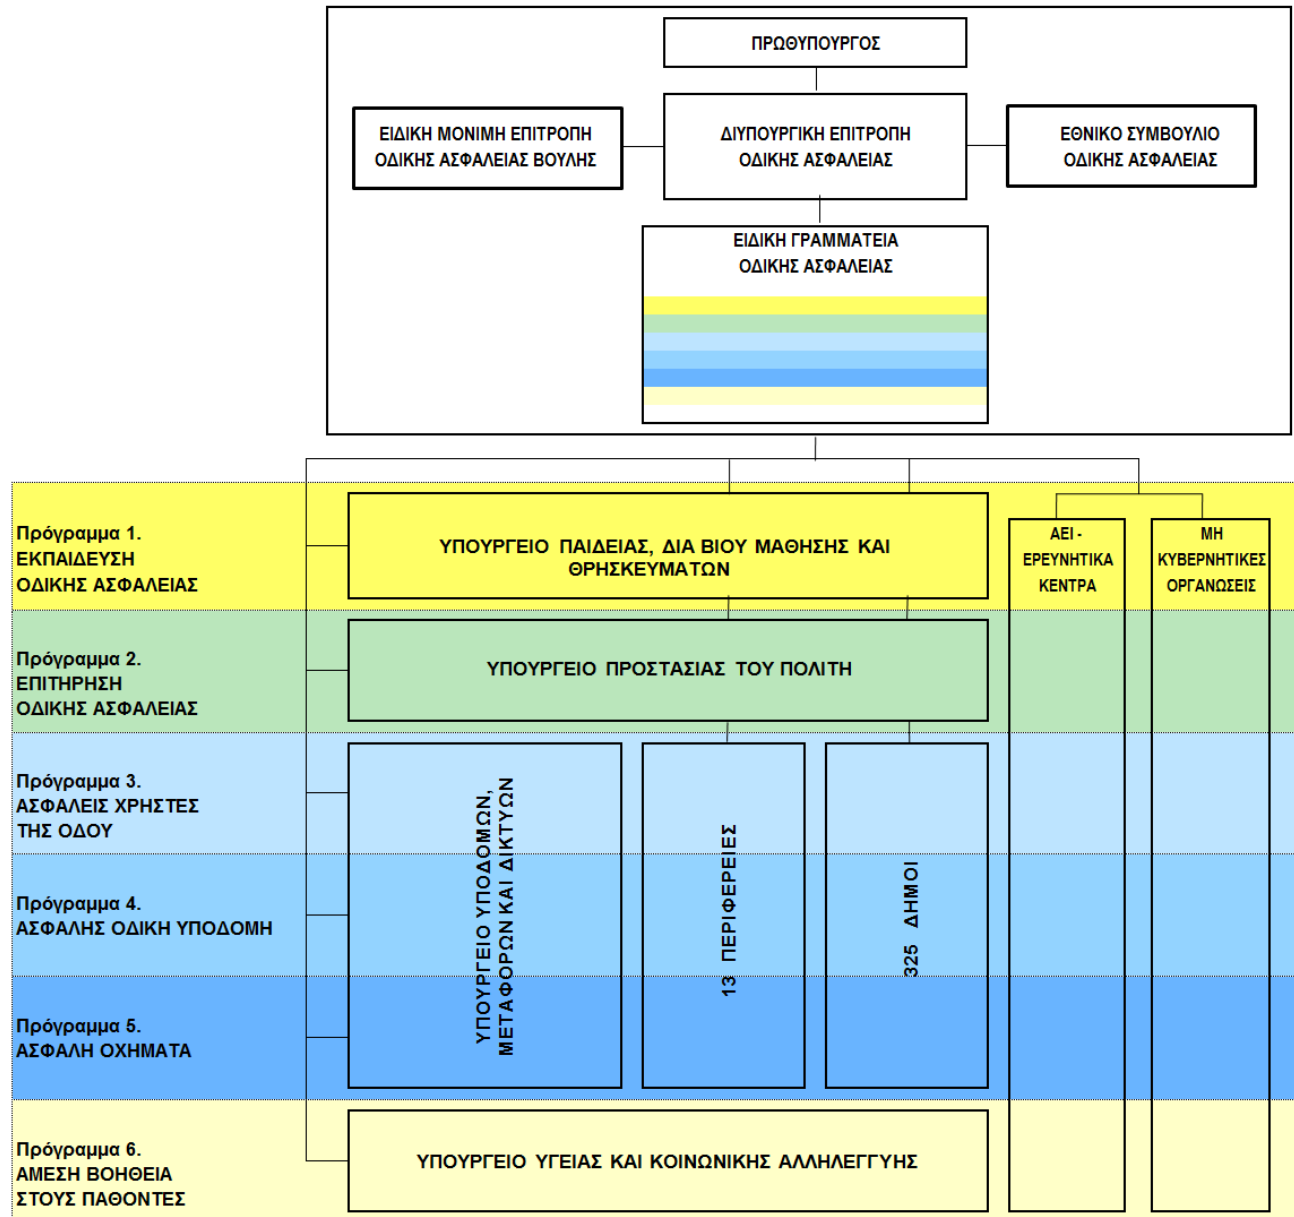 ΠΡΩΘΥΠΟΥΡΓΟΣ
ΕΙΔΙΚΗ ΜΟΝΙΜΗ ΕΠΙΤΡΟΠΗ
ΟΔΙΚΗΣ ΑΣΦΑΛΕΙΑΣ ΒΟΥΛΗΣ
ΔΙΥΠΟΥΡΓΙΚΗ ΕΠΙΤΡΟΠΗ
ΟΔΙΚΗΣ ΑΣΦΑΛΕΙΑΣ
ΕΘΝΙΚΟ ΣΥΜΒΟΥΛΙΟ
ΟΔΙΚΗΣ ΑΣΦΑΛΕΙΑΣ
ΕΙΔΙΚΗ ΓΡΑΜΜΑΤΕΙΑ
ΟΔΙΚΗΣ ΑΣΦΑΛΕΙΑΣ
Πρόγραμμα 1.
ΕΚΠΑΙΔΕΥΣΗ
ΟΔΙΚΗΣ ΑΣΦΑΛΕΙΑΣ
ΥΠΟΥΡΓΕΙΟ ΠΑΙΔΕΙΑΣ, ΔΙΑ ΒΙΟΥ ΜΑΘΗΣΗΣ ΚΑΙ
ΘΡΗΣΚΕΥΜΑΤΩΝ
ΑΕΙ -
ΕΡΕΥΝΗΤΙΚΑ
ΚΕΝΤΡΑ
ΜΗ
ΚΥΒΕΡΝΗΤΙΚΕΣ
ΟΡΓΑΝΩΣΕΙΣ
Πρόγραμμα 2.
ΕΠΙΤΗΡΗΣΗ
ΟΔΙΚΗΣ ΑΣΦΑΛΕΙΑΣ
ΥΠΟΥΡΓΕΙΟ ΠΡΟΣΤΑΣΙΑΣ ΤΟΥ ΠΟΛΙΤΗ
Πρόγραμμα 3.
ΑΣΦΑΛΕΙΣ ΧΡΗΣΤΕΣ
ΤΗΣ ΟΔΟΥ
Πρόγραμμα 4.
ΑΣΦΑΛΗΣ ΟΔΙΚΗ ΥΠΟΔΟΜΗ
Πρόγραμμα 5.
ΑΣΦΑΛΗ ΟΧΗΜΑΤΑ
ΥΠΟΥΡΓΕΙΟ ΥΠΟΔΟΜΩΝ,
ΜΕΤΑΦΟΡΩΝ ΚΑΙ ΔΙΚΤΥΩΝ
13 ΠΕΡΙΦΕΡΕΙΕΣ
325 ΔΗΜΟΙ
Πρόγραμμα 6.
ΑΜΕΣΗ ΒΟΗΘΕΙΑ
ΣΤΟΥΣ ΠΑΘΟΝΤΕΣ
ΥΠΟΥΡΓΕΙΟ ΥΓΕΙΑΣ ΚΑΙ ΚΟΙΝΩΝΙΚΗΣ ΑΛΛΗΛΕΓΓΥΗΣ